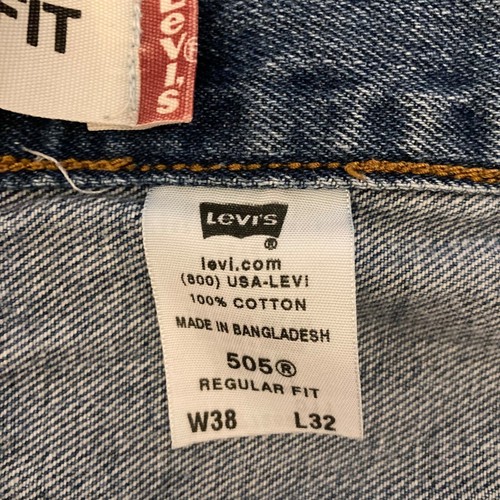 FIT
Levi's®
Levi's
®
levi.com
(800) USA-LEVI
100% COTTON
MADE IN BANGLADESH
505®
REGULAR FIT
W38 L32